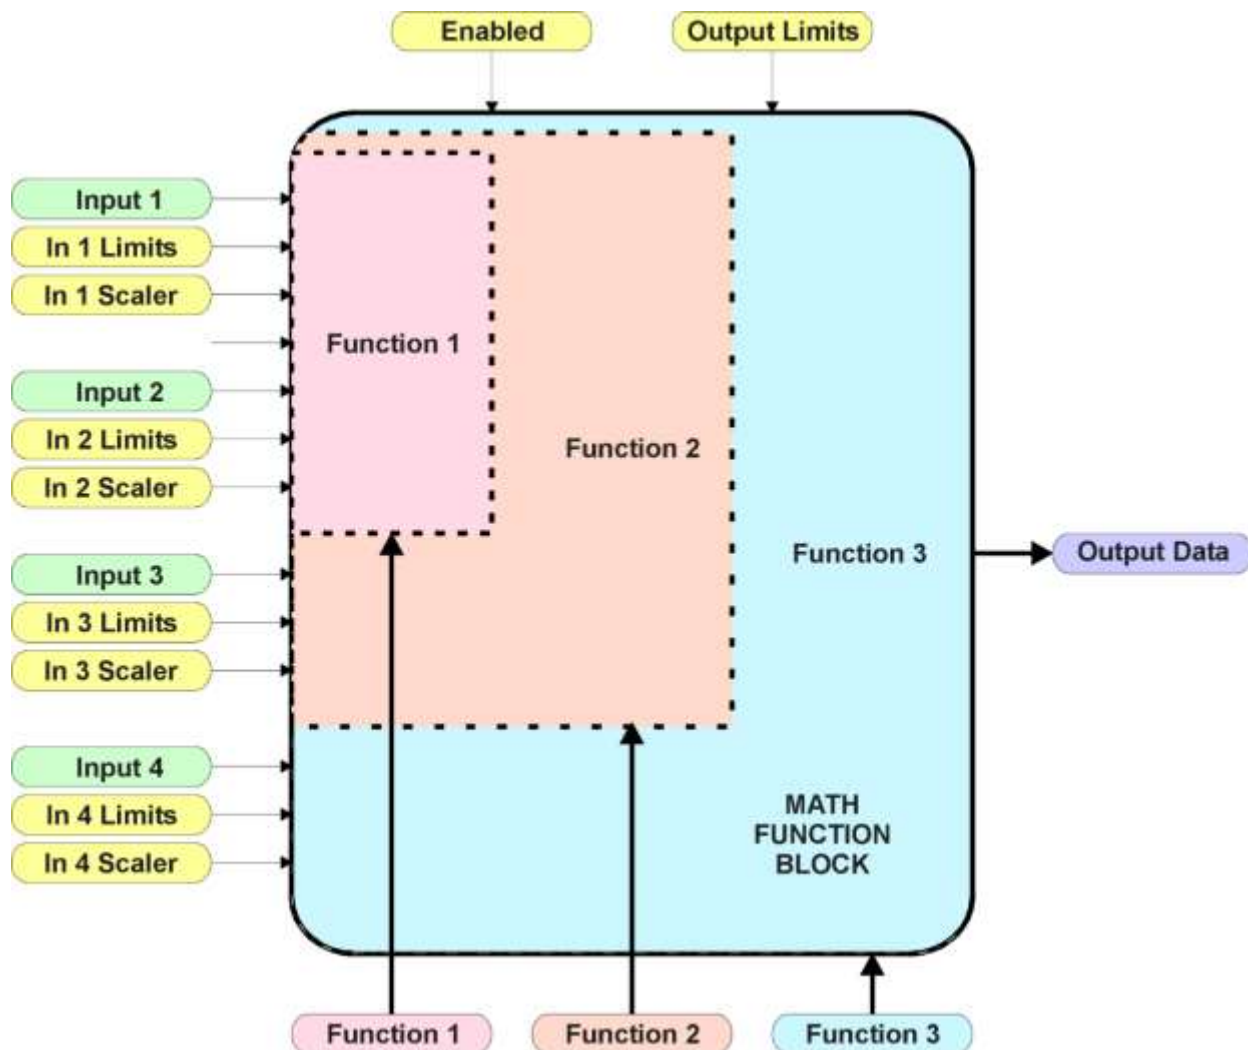 Enabled
Output Limits
Input 1
In 1 Limits
In 1 Scaler
Function 1
Input 2
In 2 Limits
Function 2
In 2 Scaler
Input 3
Function 3
Output Data
In 3 Limits
In 3 Scaler
Input 4
In 4 Limits
In 4 Scaler
MATH
FUNCTION
BLOCK
Function 1
Function 2
Function 3